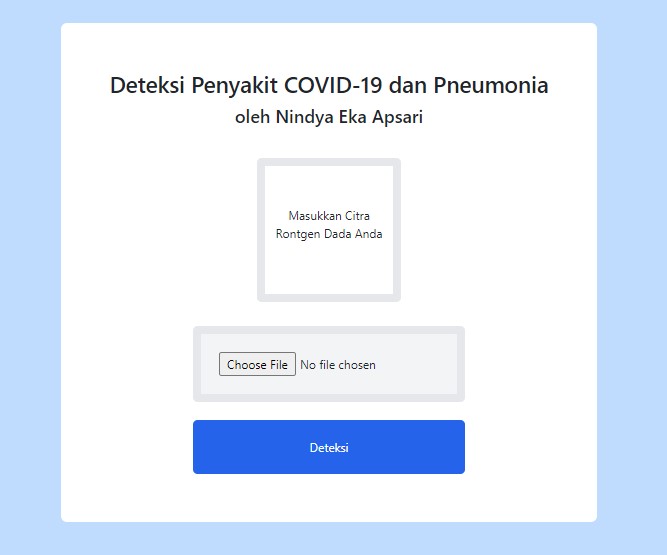 Deteksi Penyakit COVID-19 dan Pneumonia
oleh Nindya Eka Apsari
Masukkan Citra
Rontgen Dada Anda
Choose File No file chosen
Deteksi